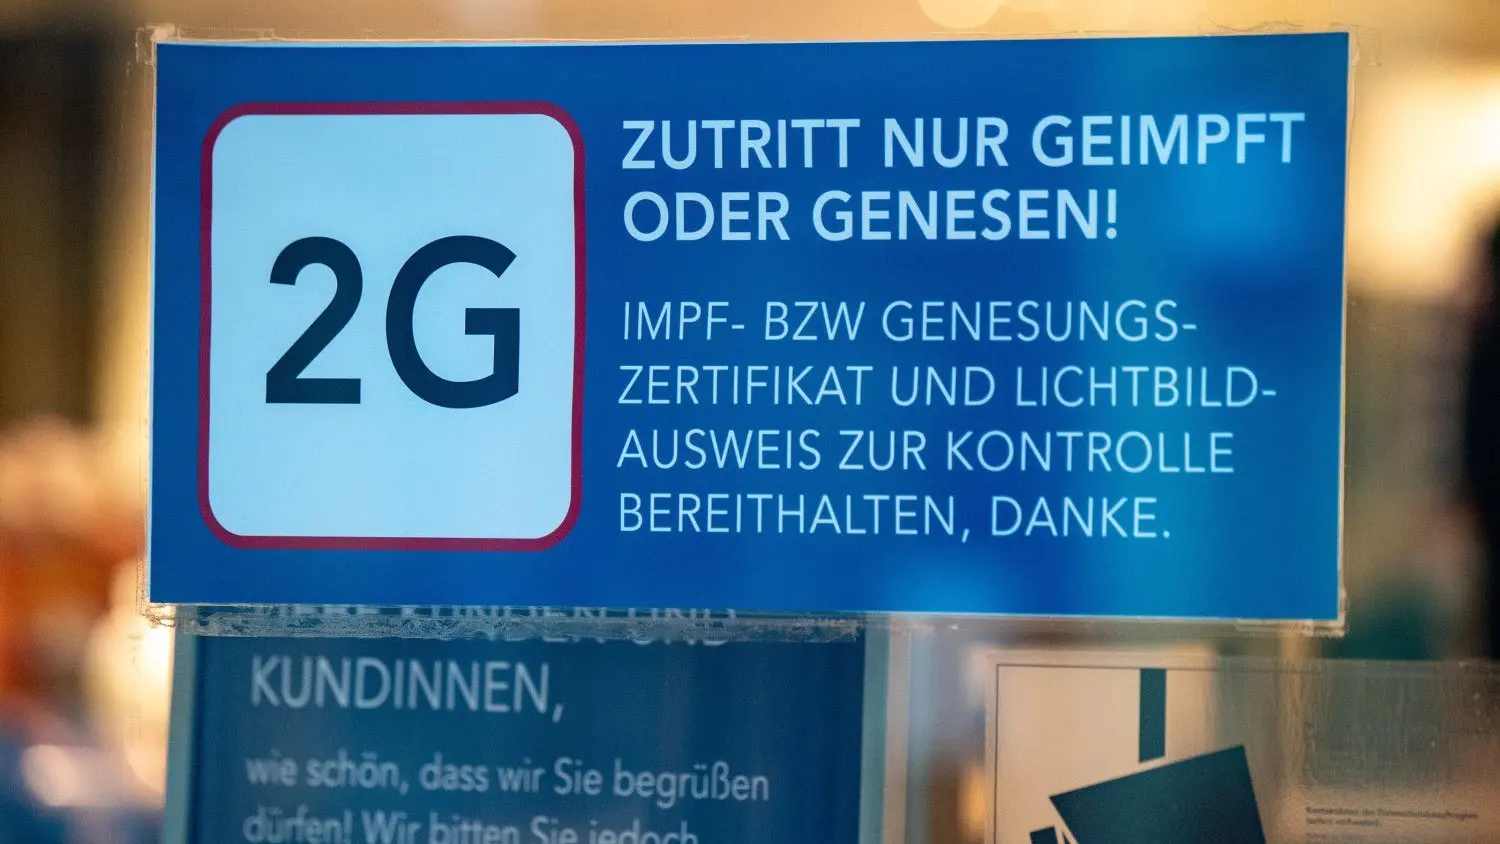 2G
ZUTRITT NUR GEIMPFT
ODER GENESEN!
IMPF- BZW GENESUNGS-
ZERTIFIKAT UND LICHTBILD-
AUSWEIS ZUR KONTROLLE
BEREITHALTEN, DANKE.
KUNDINNEN,
wie schön, dass wir Sie begrüßen
dürfen! Wir bitten Sie jedoch